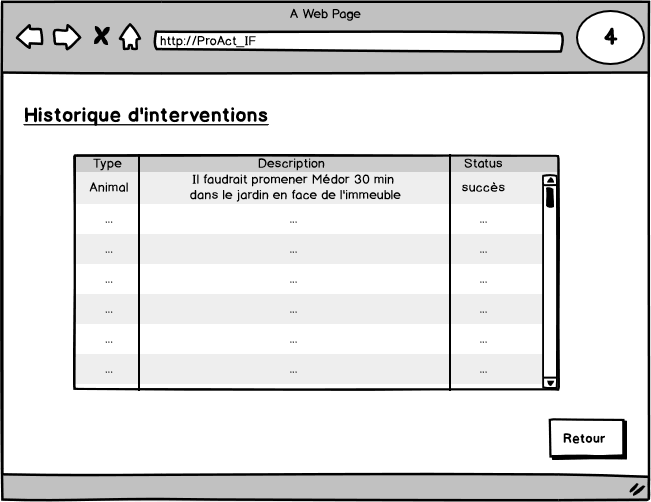 A Web Page
http://ProAct_IF
4
Historique d'interventions
Type Description Status
Animal Il faudrait promener Médor 30 min succès
dans le jardin en face de l'immeuble
... ... ...
... ... ...
... ... ...
... ... ...
... ... ...
... ... ...
Retour